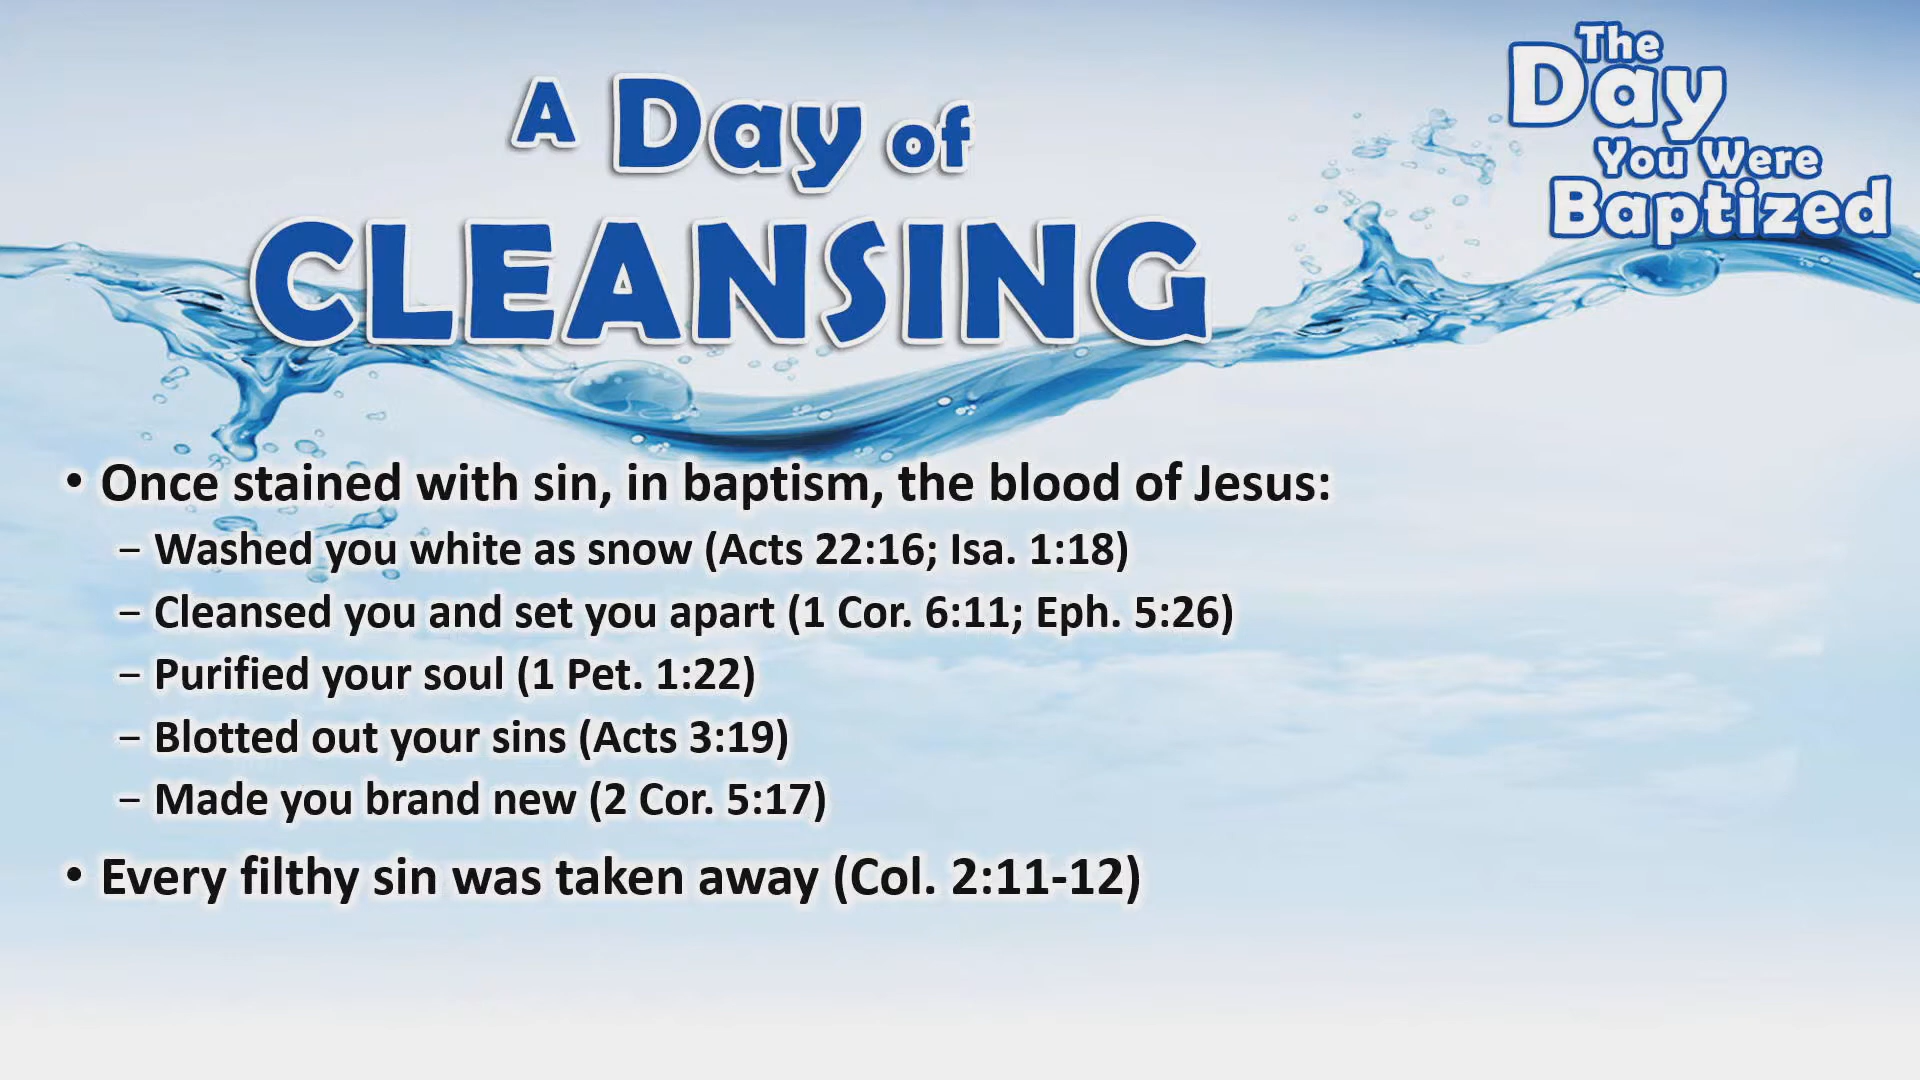 A Day of
CLEANSING
The
Day
You Were
Baptized
• Once stained with sin, in baptism, the blood of Jesus:
– Washed you white as snow (Acts 22:16; Isa. 1:18)
– Cleansed you and set you apart (1 Cor. 6:11; Eph. 5:26)
– Purified your soul (1 Pet. 1:22)
– Blotted out your sins (Acts 3:19)
– Made you brand new (2 Cor. 5:17)
• Every filthy sin was taken away (Col. 2:11-12)